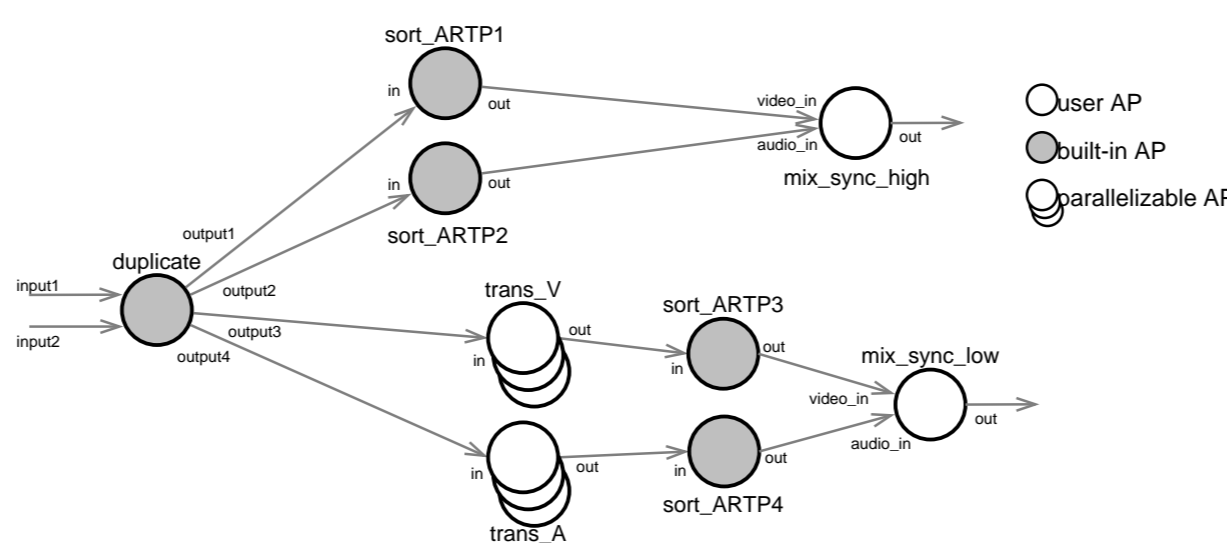 sort_ARTP1
in
out
video_in
audio_in
out
mix_sync_high
in
out
sort_ARTP2
user AP
built-in AP
parallelizable AP
output1
duplicate
input1
input2
output2
output3
output4
trans_V
in
out
sort_ARTP3
in
out
mix_sync_low
video_in
audio_in
out
in
out
trans_A
in
out
sort_ARTP4